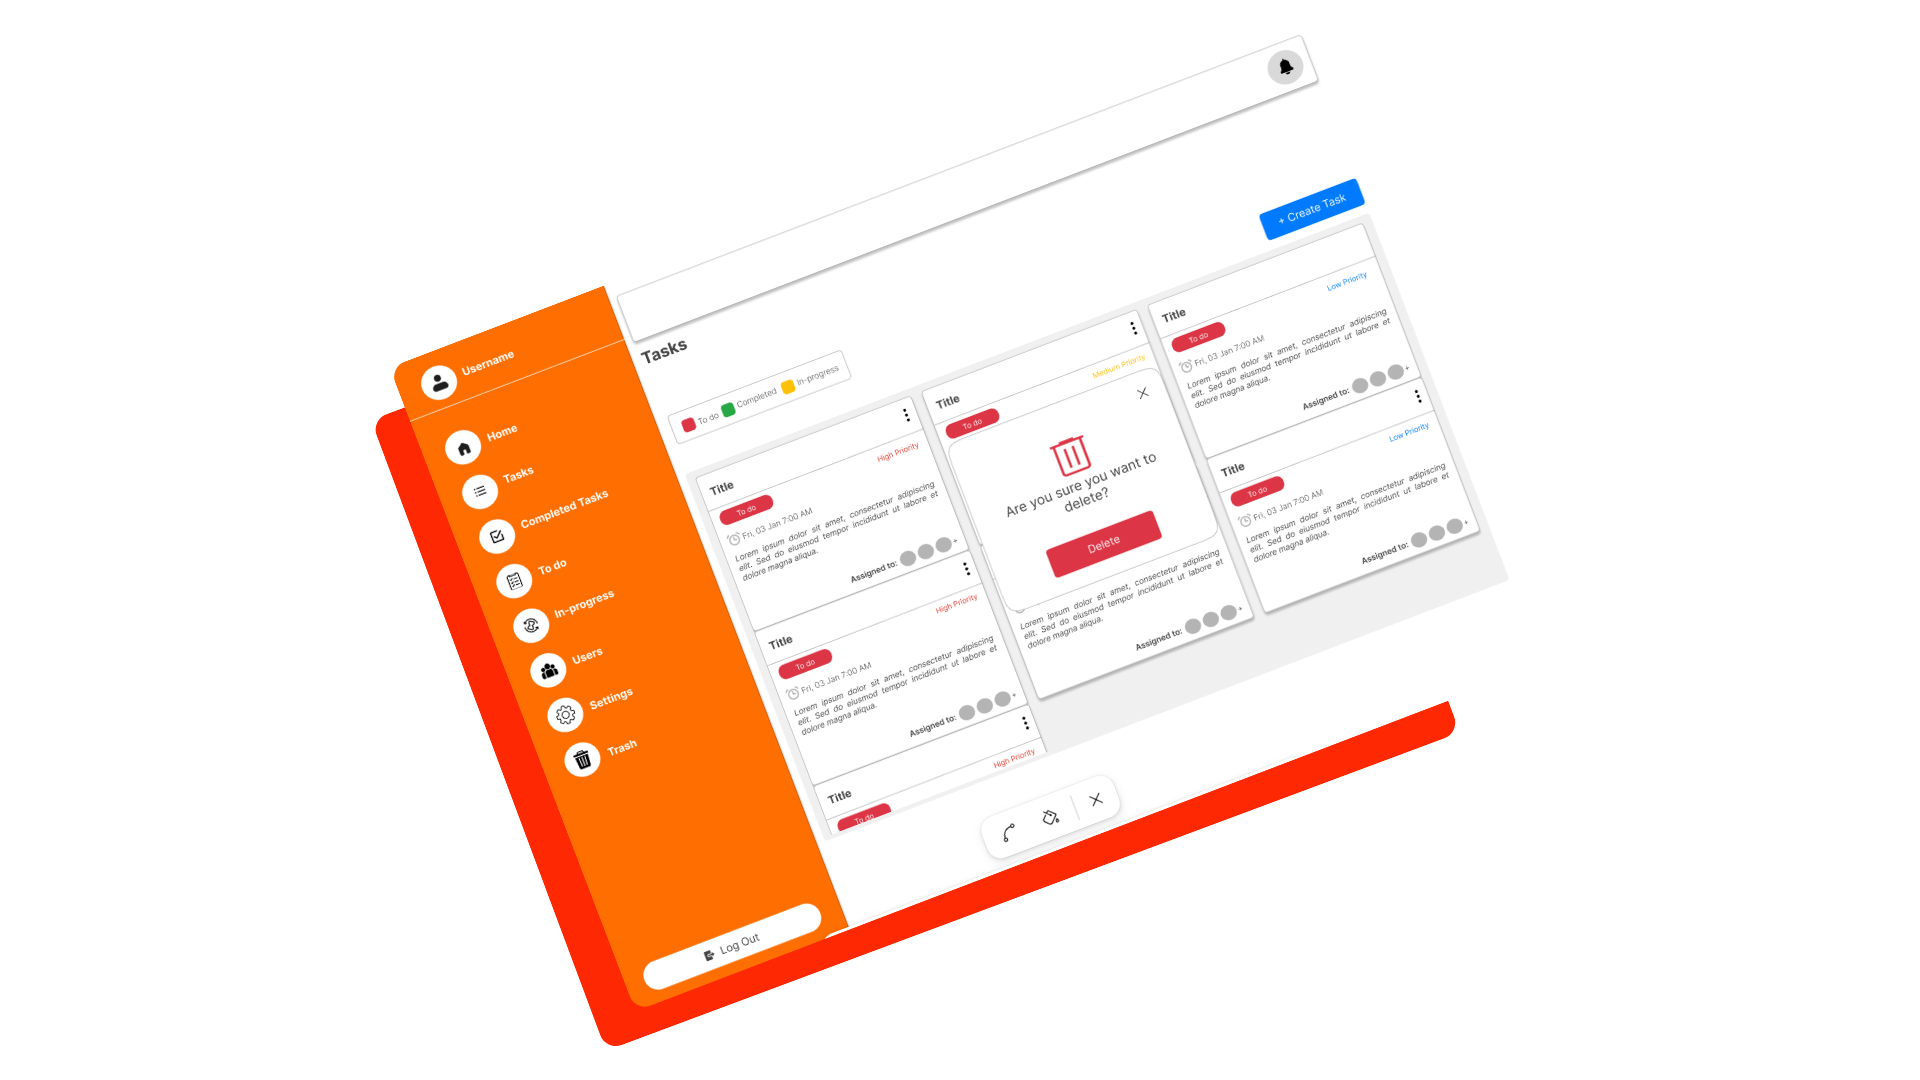 Username
Home
Tasks
Completed Tasks
To do
In-progress
Users
Settings
Trash
Log Out
Tasks
To do Completed In-progress
+ Create Task
Title
High Priority
To do
Fri, 03 Jan 7:00 AM
Lorem ipsum dolor sit amet, consectetur adipiscing
elit. Sed do eiusmod tempor incididunt ut labore et
dolore magna aliqua.
Assigned to:
+
Title
High Priority
To do
Fri, 03 Jan 7:00 AM
Lorem ipsum dolor sit amet, consectetur adipiscing
elit. Sed do eiusmod tempor incididunt ut labore et
dolore magna aliqua.
Assigned to:
+
Title
High Priority
To do
Title
Medium Priority
To do
Are you sure you want to
delete?
Delete
Lorem ipsum dolor sit amet, consectetur adipiscing
elit. Sed do eiusmod tempor incididunt ut labore et
dolore magna aliqua.
Assigned to:
+
Title
Low Priority
To do
Fri, 03 Jan 7:00 AM
Lorem ipsum dolor sit amet, consectetur adipiscing
elit. Sed do eiusmod tempor incididunt ut labore et
dolore magna aliqua.
Assigned to:
+
Title
Low Priority
To do
Fri, 03 Jan 7:00 AM
Lorem ipsum dolor sit amet, consectetur adipiscing
elit. Sed do eiusmod tempor incididunt ut labore et
dolore magna aliqua.
Assigned to:
+